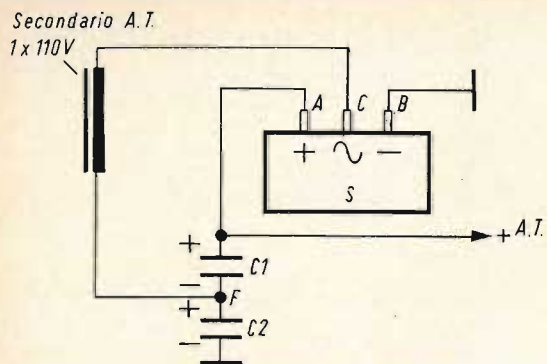 Secondario A.T.
1 x 110V
A C B
+ ∿ −
S
+ A.T.
+
C1
−
F
+
C2
−